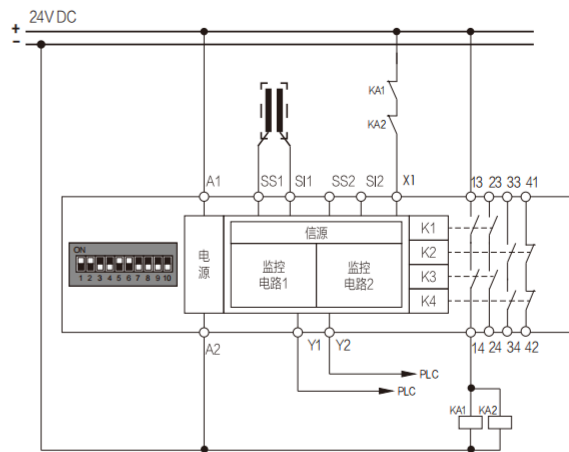 + 24V DC
−
KA1
KA2
A1 SS1 SI1 SS2 SI2 X1 13 23 33 41
ON
1 2 3 4 5 6 7 8 9 10
电源
信源
监控电路1
监控电路2
K1
K2
K3
K4
A2 Y1 Y2 14 24 34 42
PLC
PLC
KA1 KA2